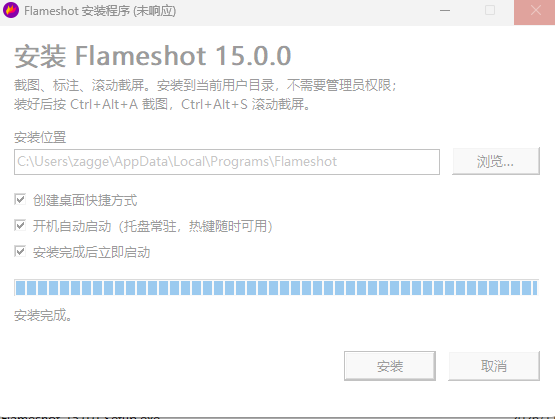 Flameshot 安装程序 (未响应)
安装 Flameshot 15.0.0
截图、标注、滚动截屏。安装到当前用户目录，不需要管理员权限；
装好后按 Ctrl+Alt+A 截图，Ctrl+Alt+S 滚动截屏。
安装位置
C:\Users\zagge\AppData\Local\Programs\Flameshot
浏览...
创建桌面快捷方式
开机自动启动（托盘常驻，热键随时可用）
安装完成后立即启动
安装完成。
安装
取消